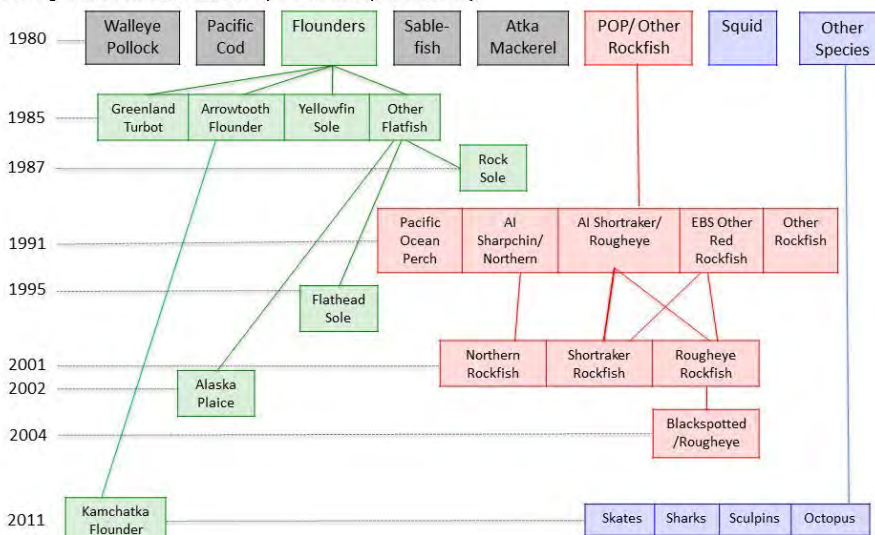 1980
Walleye
Pollock
Pacific
Cod
Flounders
Sable-
fish
Atka
Mackerel
POP/ Other
Rockfish
Squid
Other
Species
1985
Greenland
Turbot
Arrowtooth
Flounder
Yellowfin
Sole
Other
Flatfish
1987
Rock
Sole
1991
Pacific
Ocean
Perch
AI
Sharpchin/
Northern
AI Shortraker/
Rougheye
EBS Other
Red
Rockfish
Other
Rockfish
1995
Flathead
Sole
2001
Northern
Rockfish
Shortraker
Rockfish
Rougheye
Rockfish
2002
Alaska
Plaice
2004
Blackspotted
/Rougheye
2011
Kamchatka
Flounder
Skates
Sharks
Sculpins
Octopus